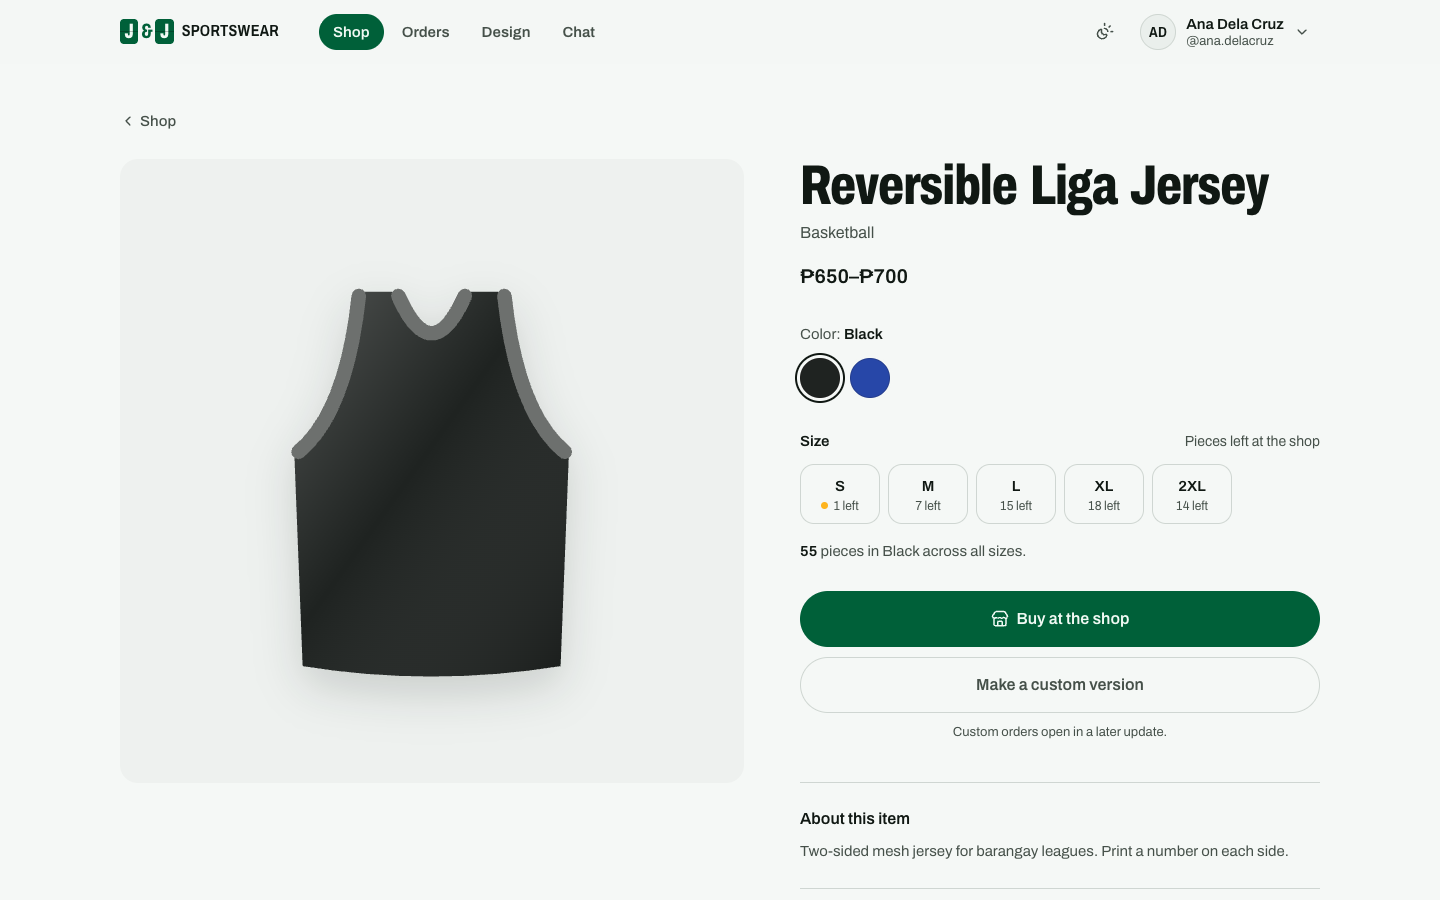 J & J SPORTSWEAR
Shop
Orders
Design
Chat
AD
Ana Dela Cruz
@ana.delacruz
Shop
Reversible Liga Jersey
Basketball
₱650–₱700
Color: Black
Size
Pieces left at the shop
S
1 left
M
7 left
L
15 left
XL
18 left
2XL
14 left
55 pieces in Black across all sizes.
Buy at the shop
Make a custom version
Custom orders open in a later update.
About this item
Two-sided mesh jersey for barangay leagues. Print a number on each side.